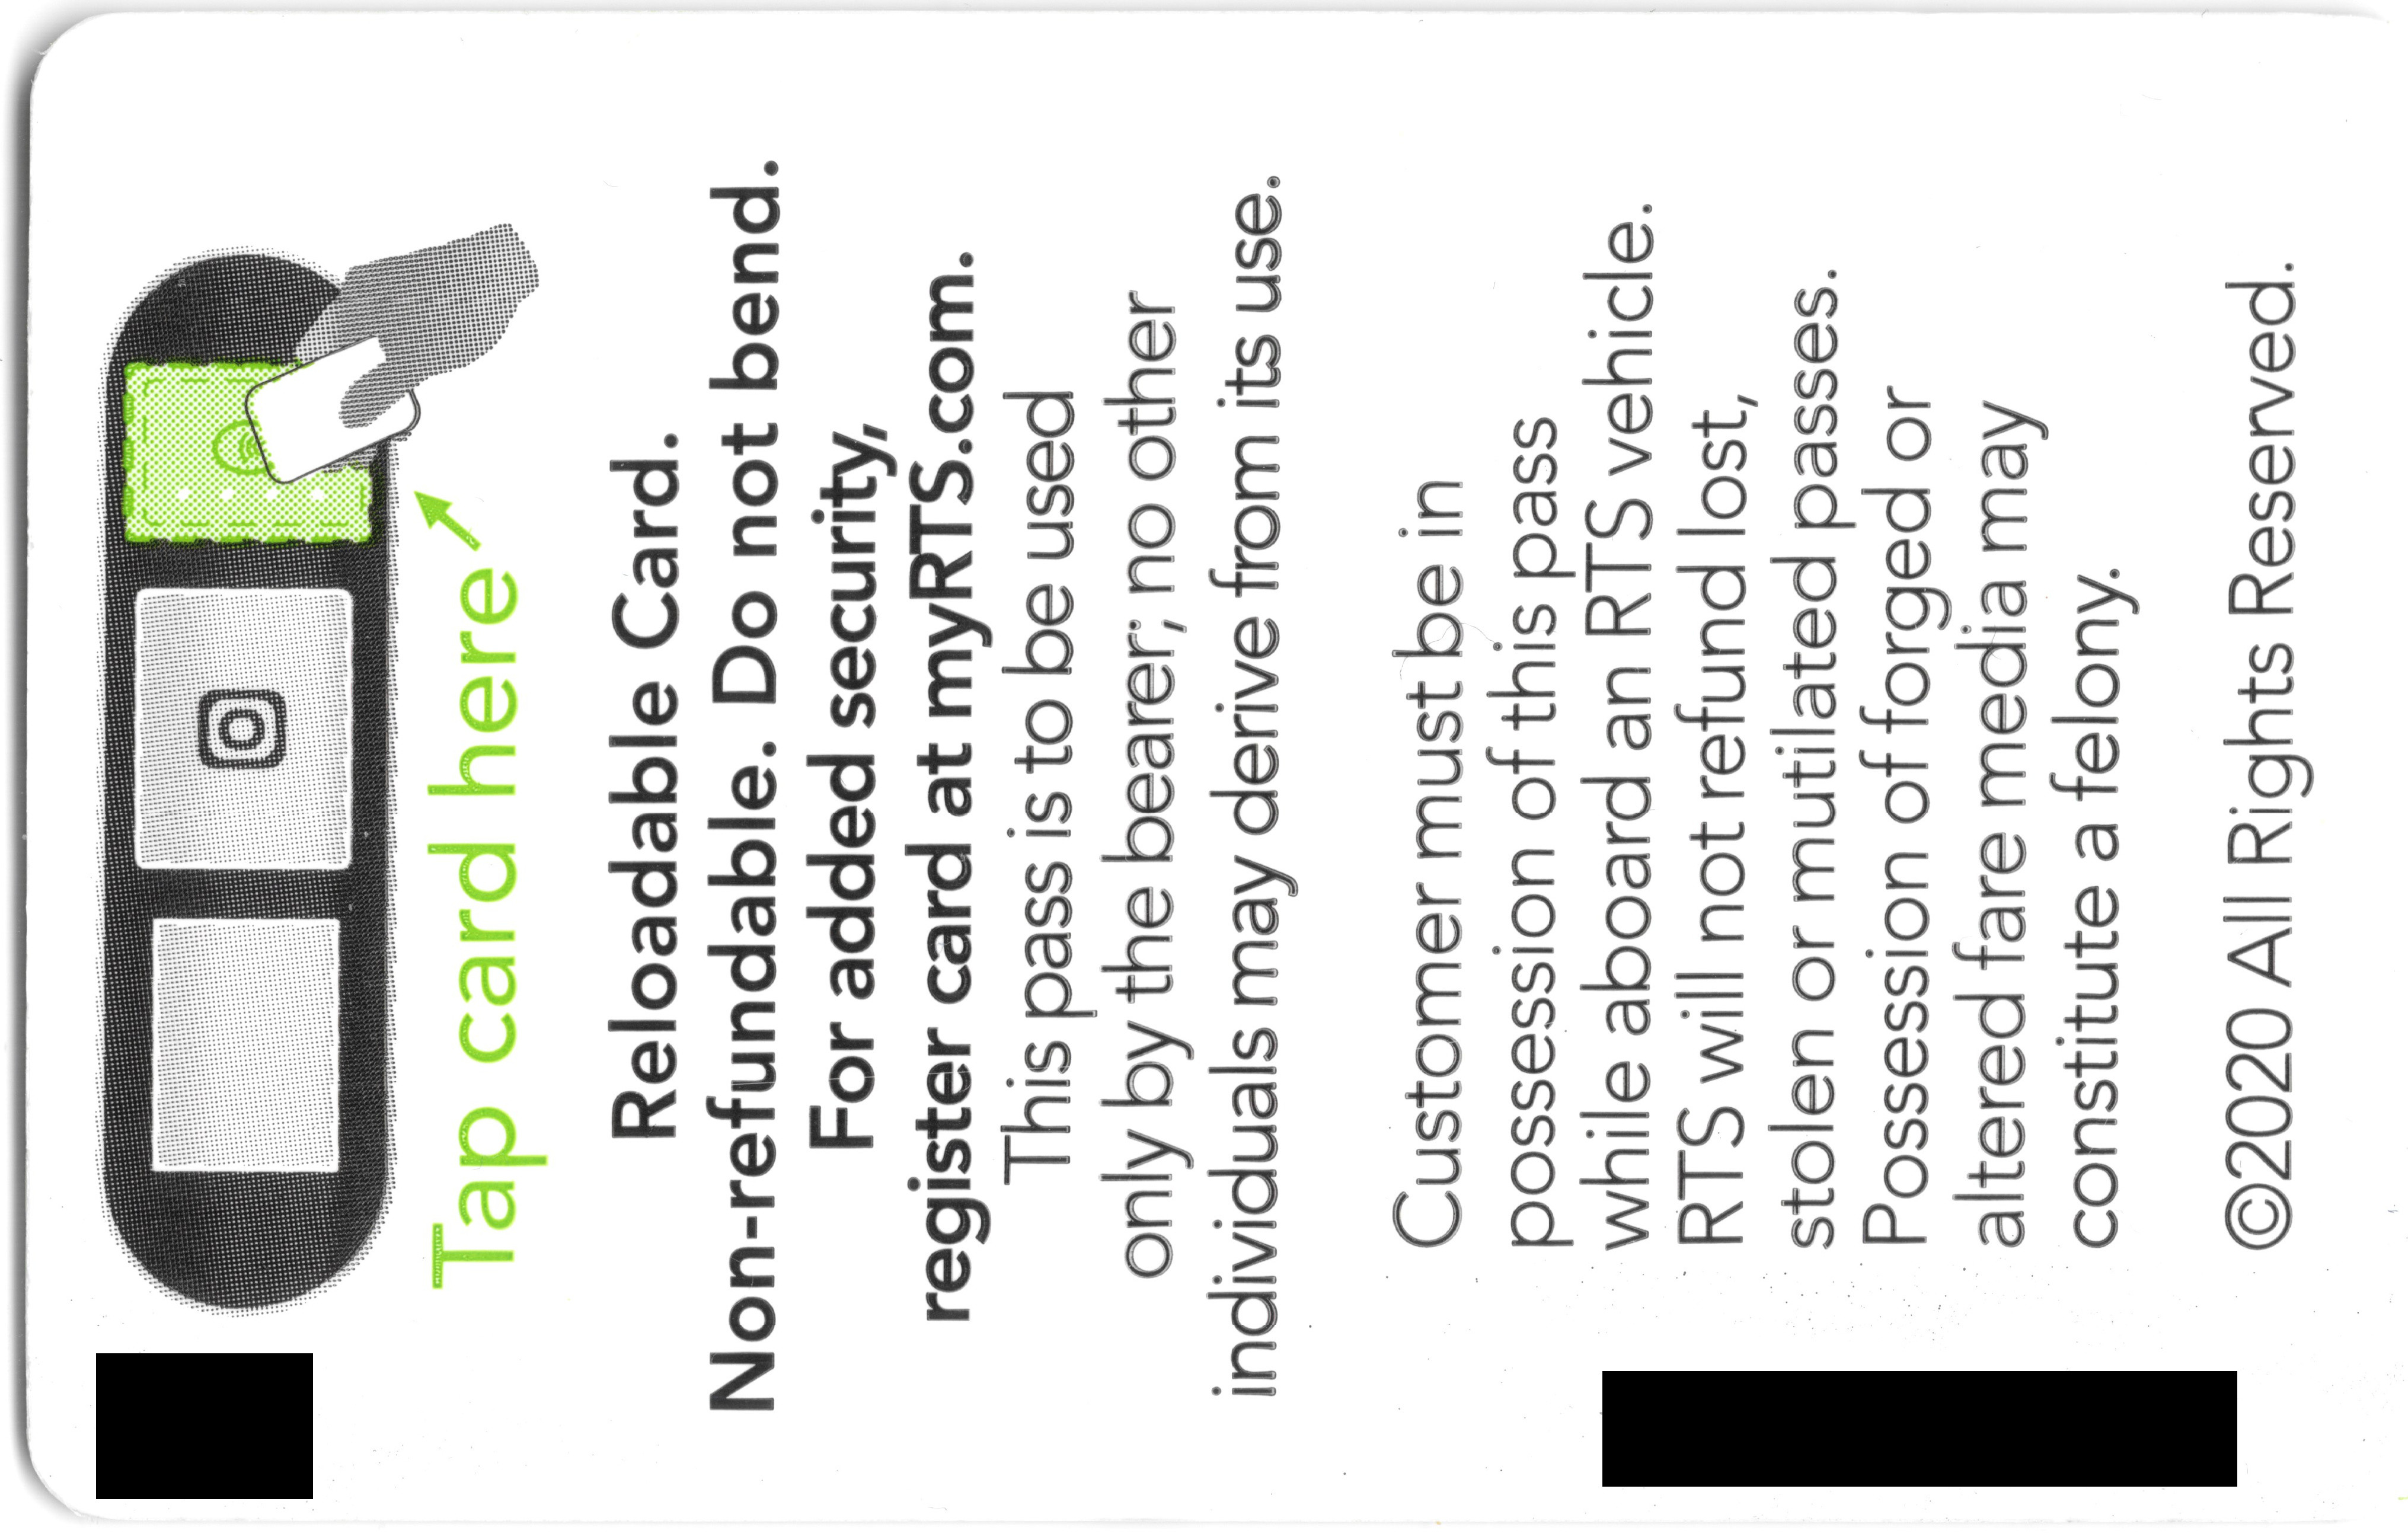 Tap card here
Reloadable Card.
Non-refundable. Do not bend.
For added security,
register card at myRTS.com.
This pass is to be used
only by the bearer; no other
individuals may derive from its use.
Customer must be in
possession of this pass
while aboard an RTS vehicle.
RTS will not refund lost,
stolen or mutilated passes.
Possession of forged or
altered fare media may
constitute a felony.
©2020 All Rights Reserved.